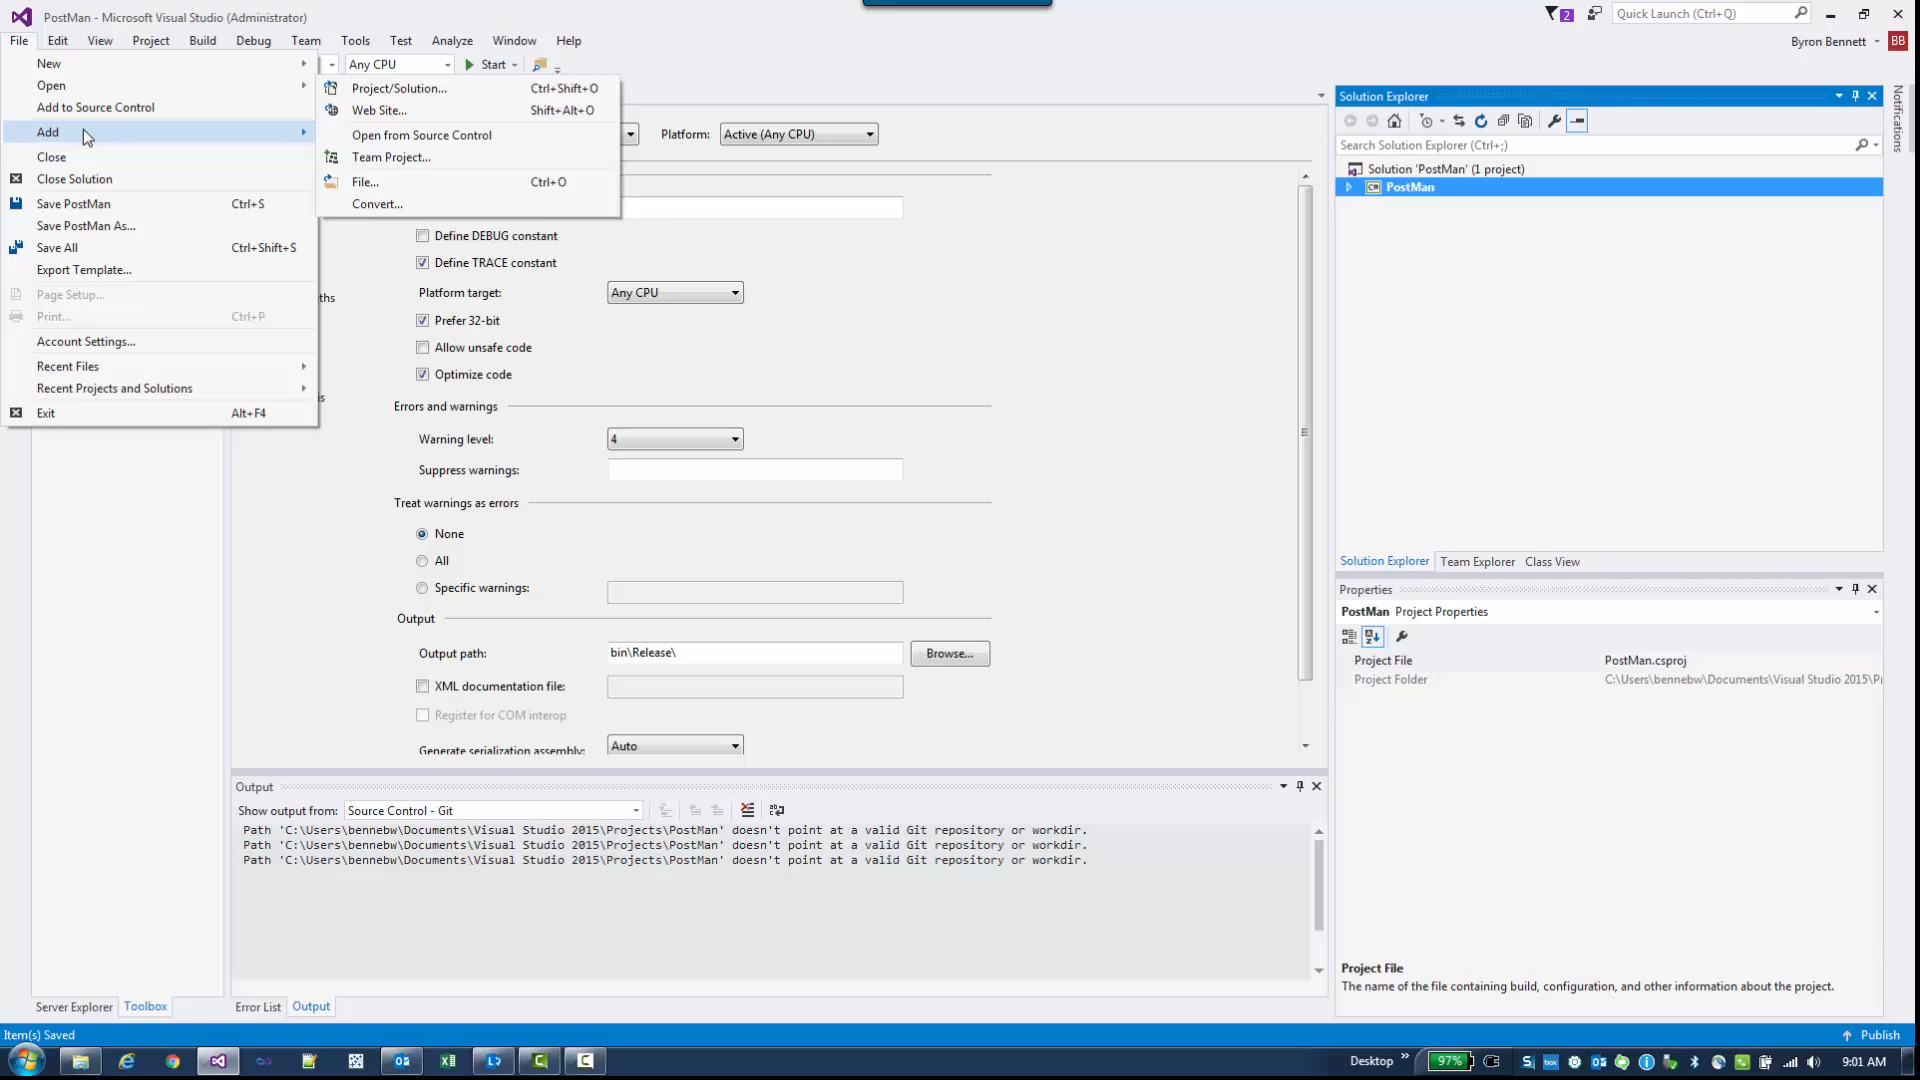 PostMan - Microsoft Visual Studio (Administrator)
2
Quick Launch (Ctrl+Q)
File Edit View Project Build Debug Team Tools Test Analyze Window Help
Byron Bennett BB
Any CPU Start
New
Open
Add to Source Control
Add
Close
Close Solution
Save PostMan Ctrl+S
Save PostMan As...
Save All Ctrl+Shift+S
Export Template...
Page Setup...
Print... Ctrl+P
Account Settings...
Recent Files
Recent Projects and Solutions
Exit Alt+F4
Project/Solution... Ctrl+Shift+O
Web Site... Shift+Alt+O
Open from Source Control
Team Project...
File... Ctrl+O
Convert...
Platform: Active (Any CPU)
Define DEBUG constant
Define TRACE constant
ths
Platform target: Any CPU
Prefer 32-bit
Allow unsafe code
Optimize code
s
Errors and warnings
Warning level: 4
Suppress warnings:
Treat warnings as errors
None
All
Specific warnings:
Output
Output path: bin\Release\ Browse...
XML documentation file:
Register for COM interop
Generate serialization assembly: Auto
Output
Show output from: Source Control - Git
Path 'C:\Users\bennebw\Documents\Visual Studio 2015\Projects\PostMan' doesn't point at a valid Git repository or workdir.
Path 'C:\Users\bennebw\Documents\Visual Studio 2015\Projects\PostMan' doesn't point at a valid Git repository or workdir.
Path 'C:\Users\bennebw\Documents\Visual Studio 2015\Projects\PostMan' doesn't point at a valid Git repository or workdir.
Server Explorer Toolbox
Error List Output
Solution Explorer
Search Solution Explorer (Ctrl+;)
Solution 'PostMan' (1 project)
C# PostMan
Solution Explorer Team Explorer Class View
Notifications
Properties
PostMan Project Properties
Project File PostMan.csproj
Project Folder C:\Users\bennebw\Documents\Visual Studio 2015\Pr
Project File
The name of the file containing build, configuration, and other information about the project.
Item(s) Saved
Publish
Desktop 97% 9:01 AM